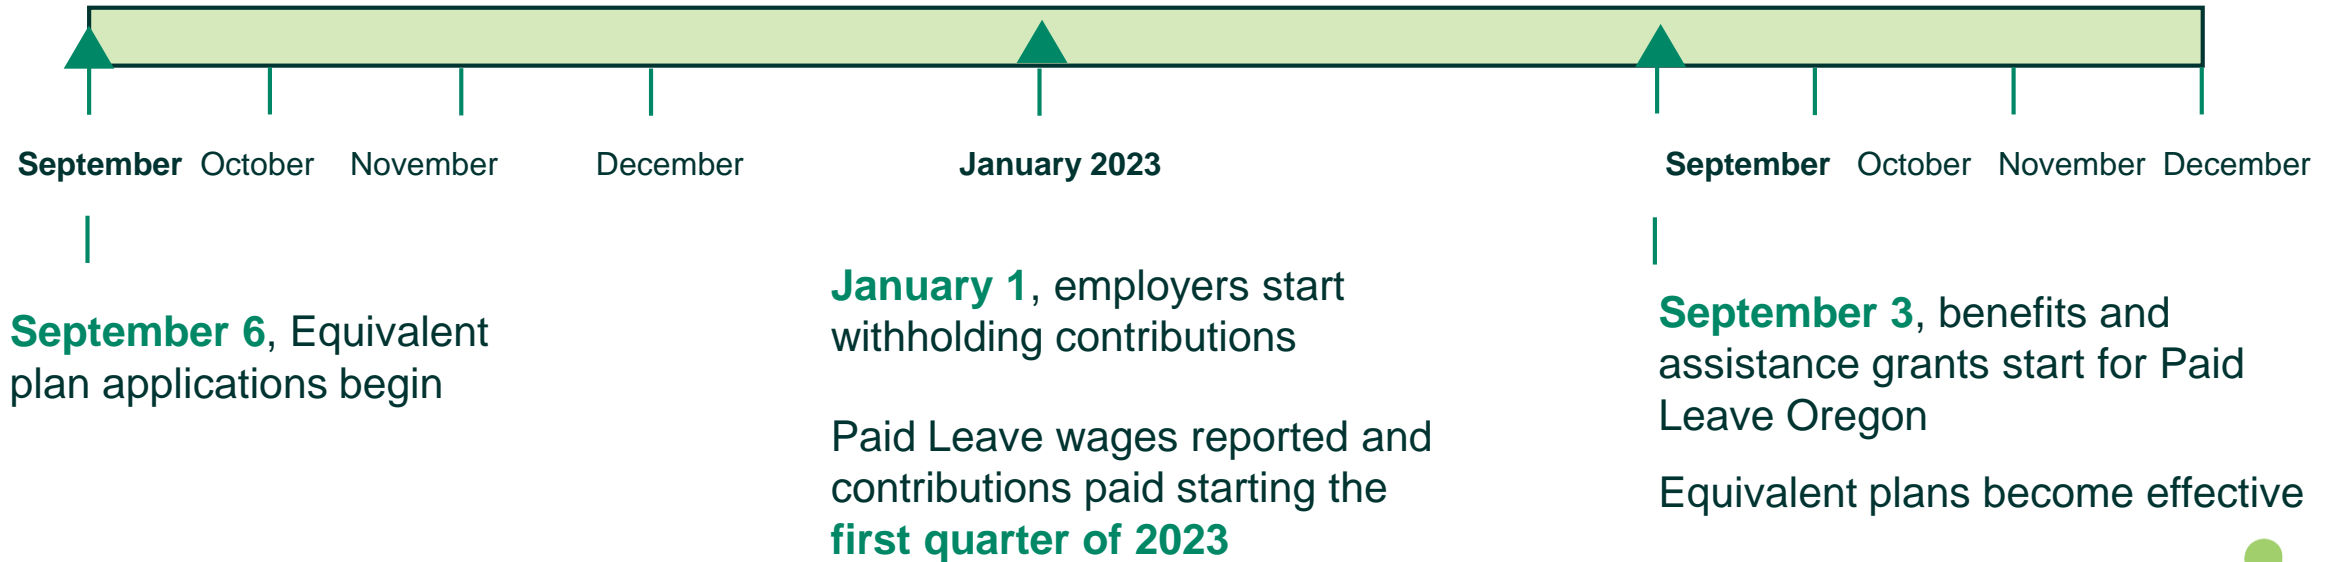 September October November December January 2023 September October November December
September 6, Equivalent
plan applications begin
January 1, employers start
withholding contributions
Paid Leave wages reported and
contributions paid starting the
first quarter of 2023
September 3, benefits and
assistance grants start for Paid
Leave Oregon
Equivalent plans become effective